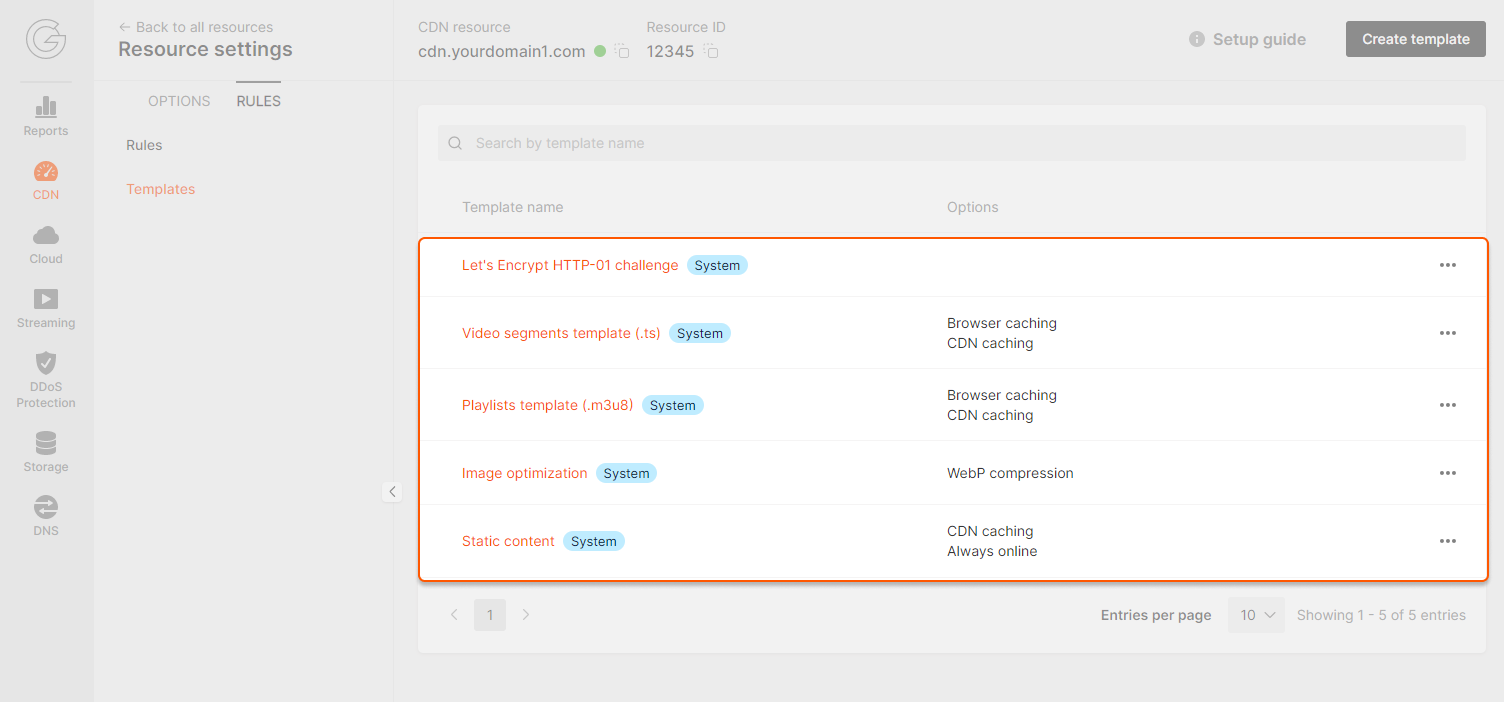 Back to all resources
Resource settings
CDN resource
cdn.yourdomain1.com
Resource ID
12345
Setup guide
Create template
Reports
CDN
Cloud
Streaming
DDoS
Protection
Storage
DNS
OPTIONS RULES
Rules
Templates
Search by template name
Template name Options
Let's Encrypt HTTP-01 challenge System
Video segments template (.ts) System
Browser caching
CDN caching
Playlists template (.m3u8) System
Browser caching
CDN caching
Image optimization System
WebP compression
Static content System
CDN caching
Always online
1
Entries per page 10 Showing 1 - 5 of 5 entries